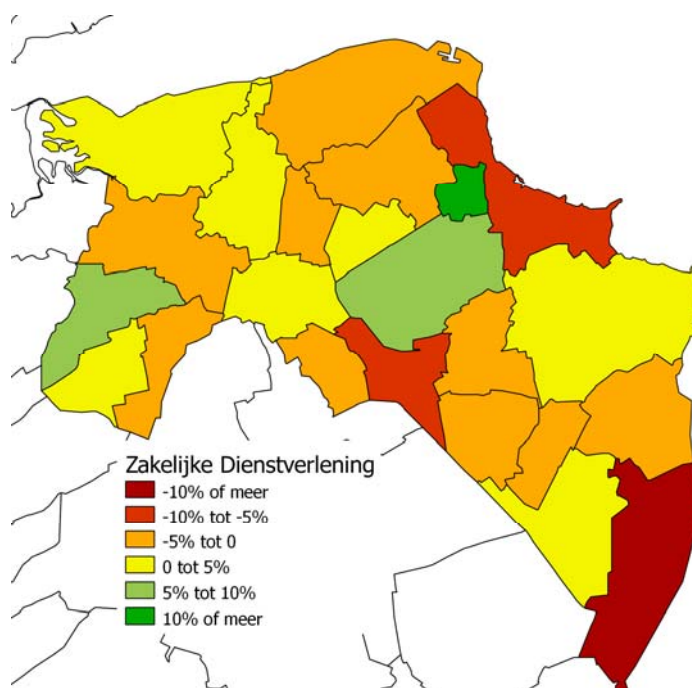 Zakelijke Dienstverlening
-10% of meer
-10% tot -5%
-5% tot 0
0 tot 5%
5% tot 10%
10% of meer